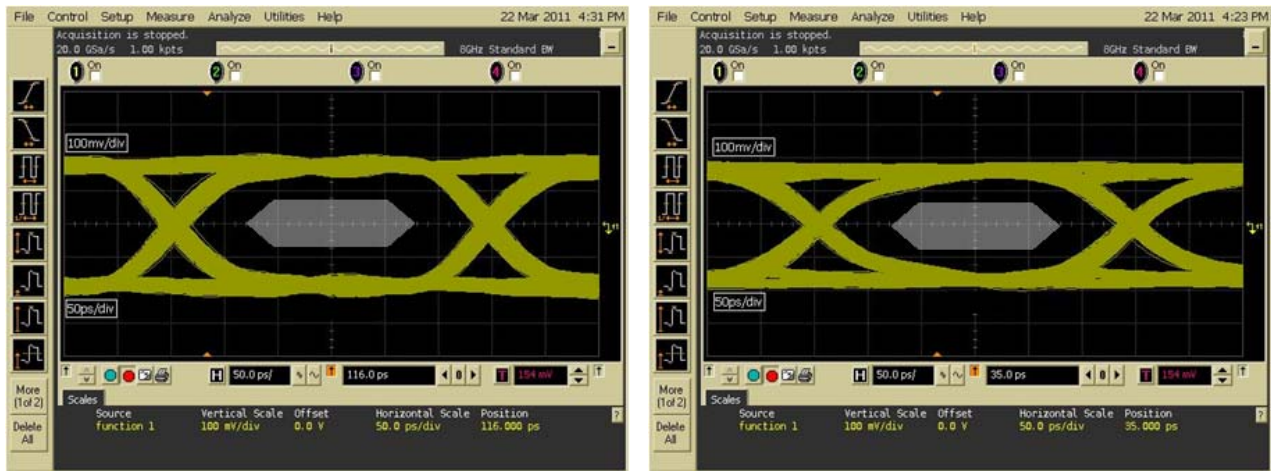 File Control Setup Measure Analyze Utilities Help 22 Mar 2011 4:31 PM
Acquisition is stopped.
20.0 GSa/s 1.00 kpts 8GHz Standard BW
1 On 2 On 3 On 4 On
100mv/div
50ps/div
H 50.0 ps/ 116.0 ps 0 T 154 mV
More
(1of 2)
Delete
All
Scales
Source Vertical Scale Offset Horizontal Scale Position
function 1 100 mV/div 0.0 V 50.0 ps/div 116.000 ps
File Control Setup Measure Analyze Utilities Help 22 Mar 2011 4:23 PM
Acquisition is stopped.
20.0 GSa/s 1.00 kpts 8GHz Standard BW
1 On 2 On 3 On 4 On
100mv/div
50ps/div
H 50.0 ps/ 35.0 ps 0 T 154 mV
More
(1of 2)
Delete
All
Scales
Source Vertical Scale Offset Horizontal Scale Position
function 1 100 mV/div 0.0 V 50.0 ps/div 35.000 ps